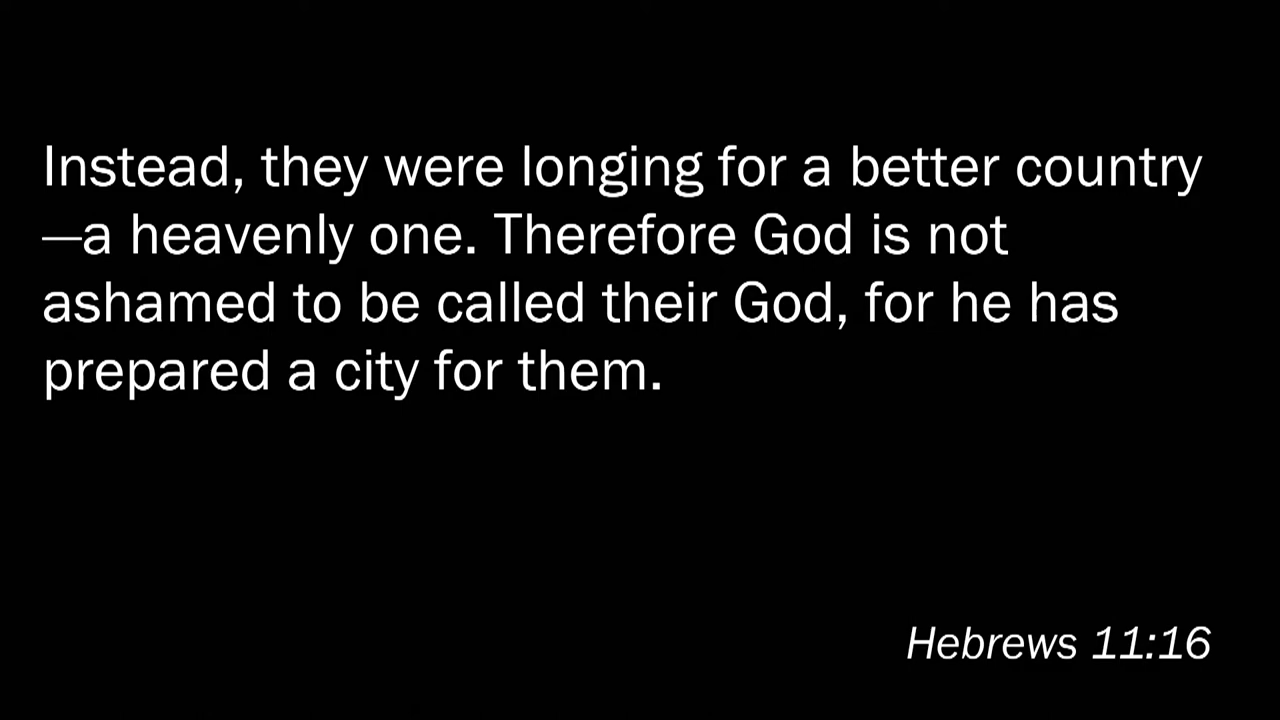 Instead, they were longing for a better country
—a heavenly one. Therefore God is not
ashamed to be called their God, for he has
prepared a city for them.
Hebrews 11:16